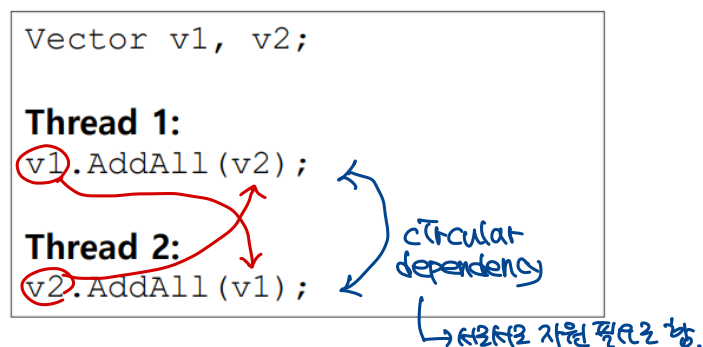 Vector v1, v2;
Thread 1:
v1.AddAll(v2);
Thread 2:
v2.AddAll(v1);
circular
dependency
서로서로 자원 필요로 함.